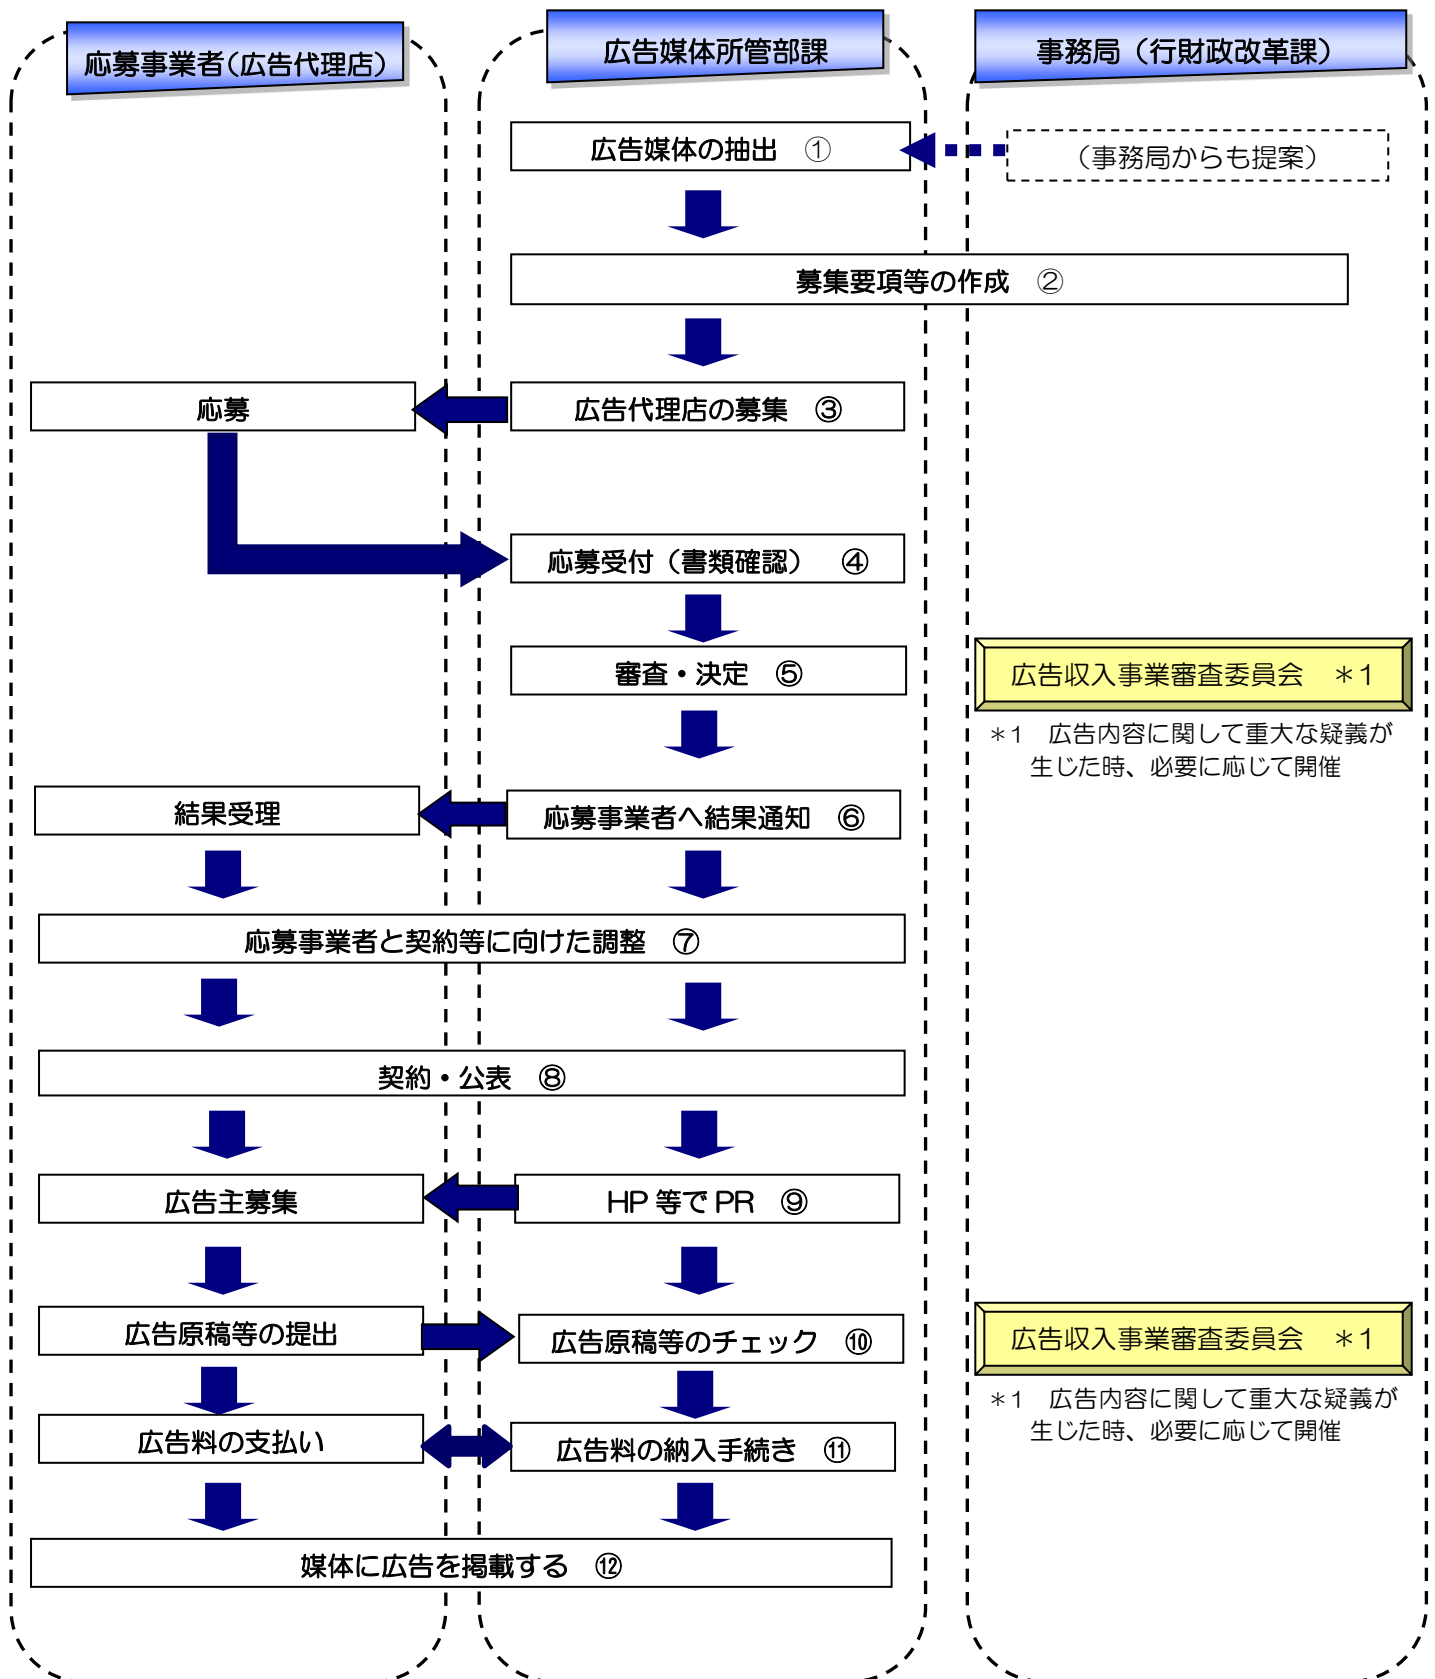 応募事業者（広告代理店）
広告媒体所管部課
事務局（行財政改革課）
広告媒体の抽出　①
（事務局からも提案）
募集要項等の作成　②
応募
広告代理店の募集　③
応募受付（書類確認）　④
審査・決定　⑤
広告収入事業審査委員会　＊1
＊1　広告内容に関して重大な疑義が
生じた時、必要に応じて開催
結果受理
応募事業者へ結果通知　⑥
応募事業者と契約等に向けた調整　⑦
契約・公表　⑧
広告主募集
HP 等で PR　⑨
広告原稿等の提出
広告原稿等のチェック　⑩
広告収入事業審査委員会　＊1
＊1　広告内容に関して重大な疑義が
生じた時、必要に応じて開催
広告料の支払い
広告料の納入手続き　⑪
媒体に広告を掲載する　⑫